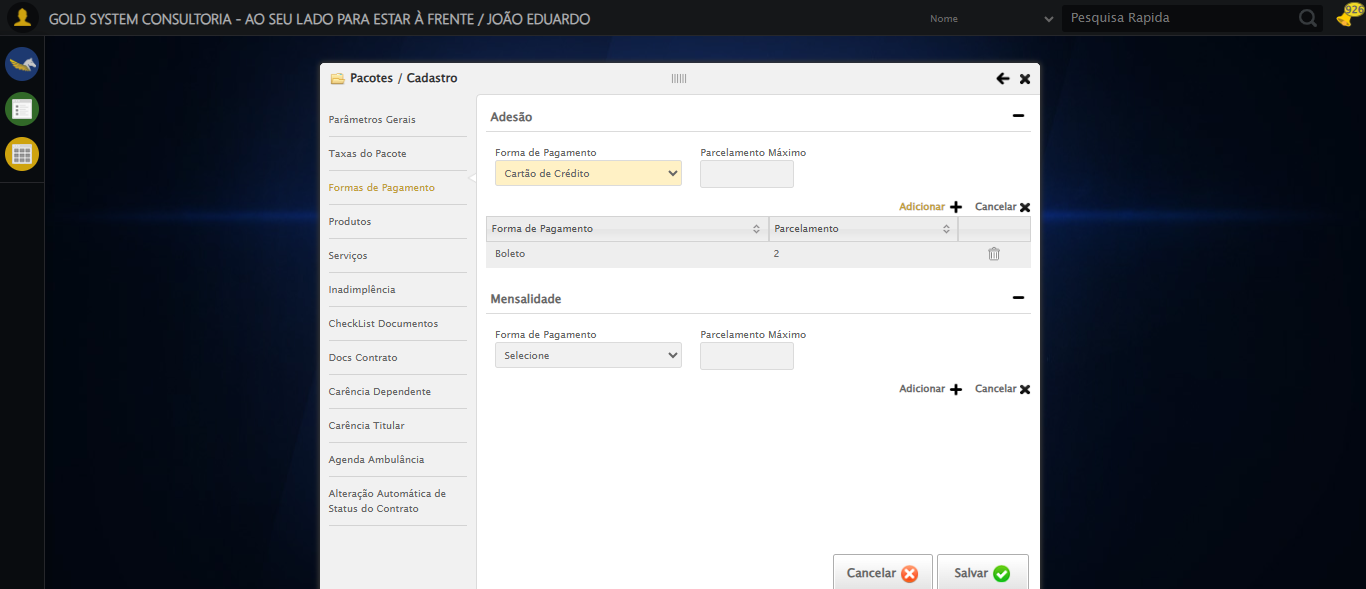 GOLD SYSTEM CONSULTORIA - AO SEU LADO PARA ESTAR À FRENTE / JOÃO EDUARDO
Nome
Pesquisa Rapida
926
Pacotes / Cadastro
Parâmetros Gerais
Taxas do Pacote
Formas de Pagamento
Produtos
Serviços
Inadimplência
CheckList Documentos
Docs Contrato
Carência Dependente
Carência Titular
Agenda Ambulância
Alteração Automática de
Status do Contrato
Adesão
Forma de Pagamento Parcelamento Máximo
Cartão de Crédito
Adicionar Cancelar
Forma de Pagamento Parcelamento
Boleto 2
Mensalidade
Forma de Pagamento Parcelamento Máximo
Selecione
Adicionar Cancelar
Cancelar Salvar